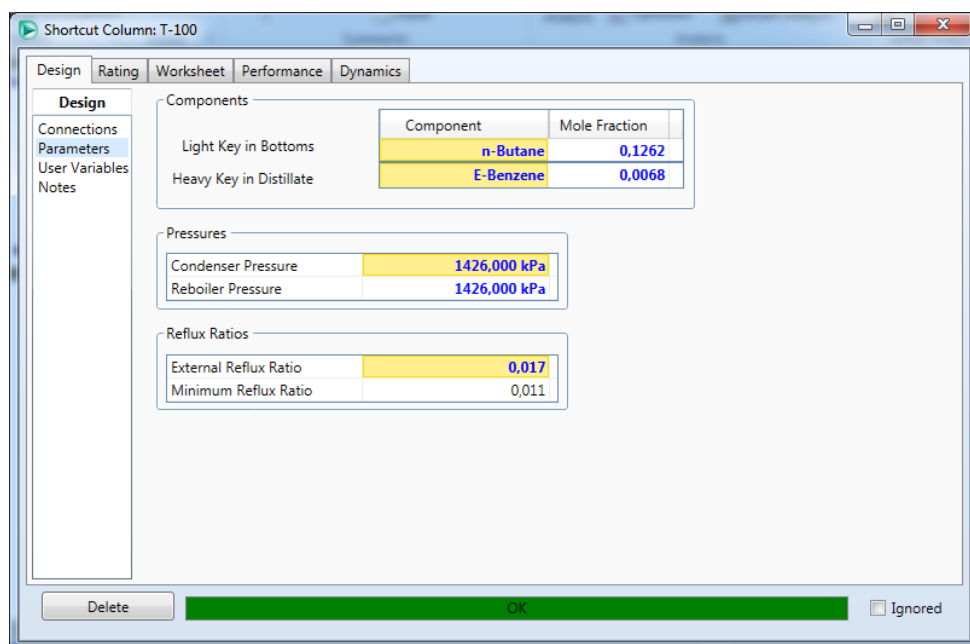 Shortcut Column: T-100
Design Rating Worksheet Performance Dynamics
Design
Connections
Parameters
User Variables
Notes
Components
Component Mole Fraction
Light Key in Bottoms n-Butane 0,1262
Heavy Key in Distillate E-Benzene 0,0068
Pressures
Condenser Pressure 1426,000 kPa
Reboiler Pressure 1426,000 kPa
Reflux Ratios
External Reflux Ratio 0,017
Minimum Reflux Ratio 0,011
Delete OK Ignored